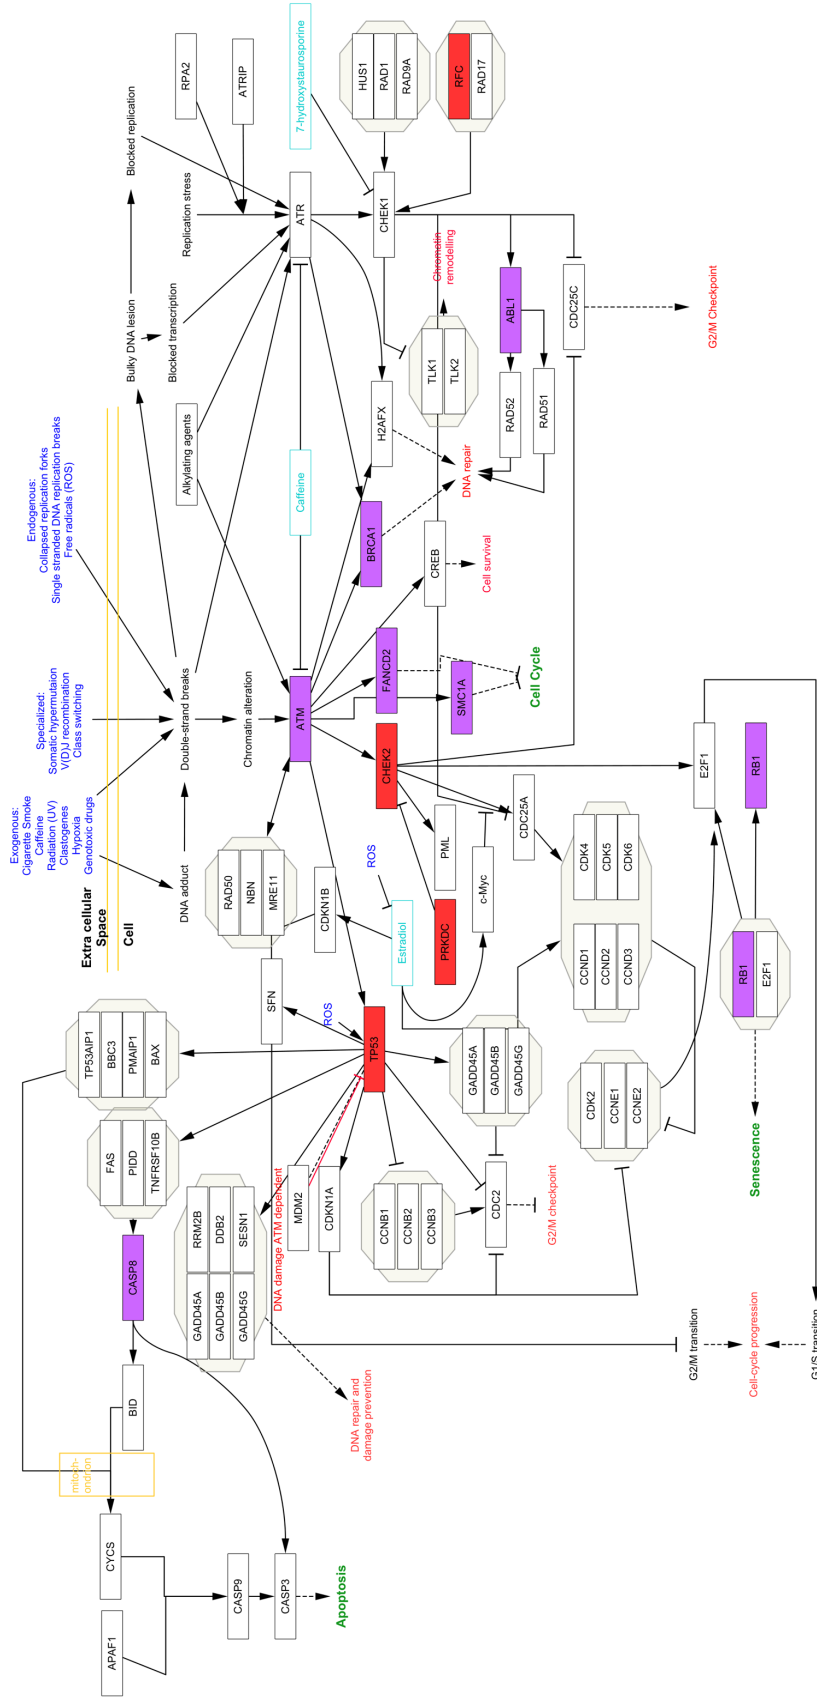 Exogenous:
Cigarette Smoke
Caffeine
Radiation (UV)
Clastogenes
Hypoxia
Genotoxic drugs
Specialized:
Somatic hypermutaion
V(D)J recombination
Class switching
Endogenous:
Collapsed replication forks
Single stranded DNA replication breaks
Free radicals (ROS)
Extra cellular
Space
Cell
DNA adduct
Double-strand breaks
Bulky DNA lesion
Blocked replication
Blocked transcription
Replication stress
RPA2
ATRIP
Alkylating agents
Chromatin alteration
7-hydroxystaurosporine
Caffeine
ATM
ATR
HUS1
RAD1
RAD9A
RFC
RAD17
CHEK1
TP53AIP1
BBC3
PMAIP1
BAX
FAS
PIDD
TNFRSF10B
CASP8
BID
mitoch-
ondrion
CYCS
APAF1
CASP9
CASP3
Apoptosis
RAD50
NBN
MRE11
SFN
CDKN1B
ROS
ROS
Estradiol
TP53
PRKDC
CHEK2
PML
c-Myc
CDC25A
FANCD2
SMC1A
Cell Cycle
BRCA1
H2AFX
CREB
Cell survival
DNA repair
TLK1
TLK2
Chromatin
remodelling
ABL1
RAD52
RAD51
CDC25C
G2/M Checkpoint
GADD45A
GADD45B
GADD45G
RRM2B
DDB2
SESN1
DNA damage ATM dependent
DNA repair and
damage prevention
MDM2
CDKN1A
CCNB1
CCNB2
CCNB3
CDC2
G2/M checkpoint
GADD45A
GADD45B
GADD45G
CCND1
CCND2
CCND3
CDK4
CDK5
CDK6
CDK2
CCNE1
CCNE2
E2F1
RB1
RB1
E2F1
Senescence
G2/M transition
Cell-cycle progression
G1/S transition